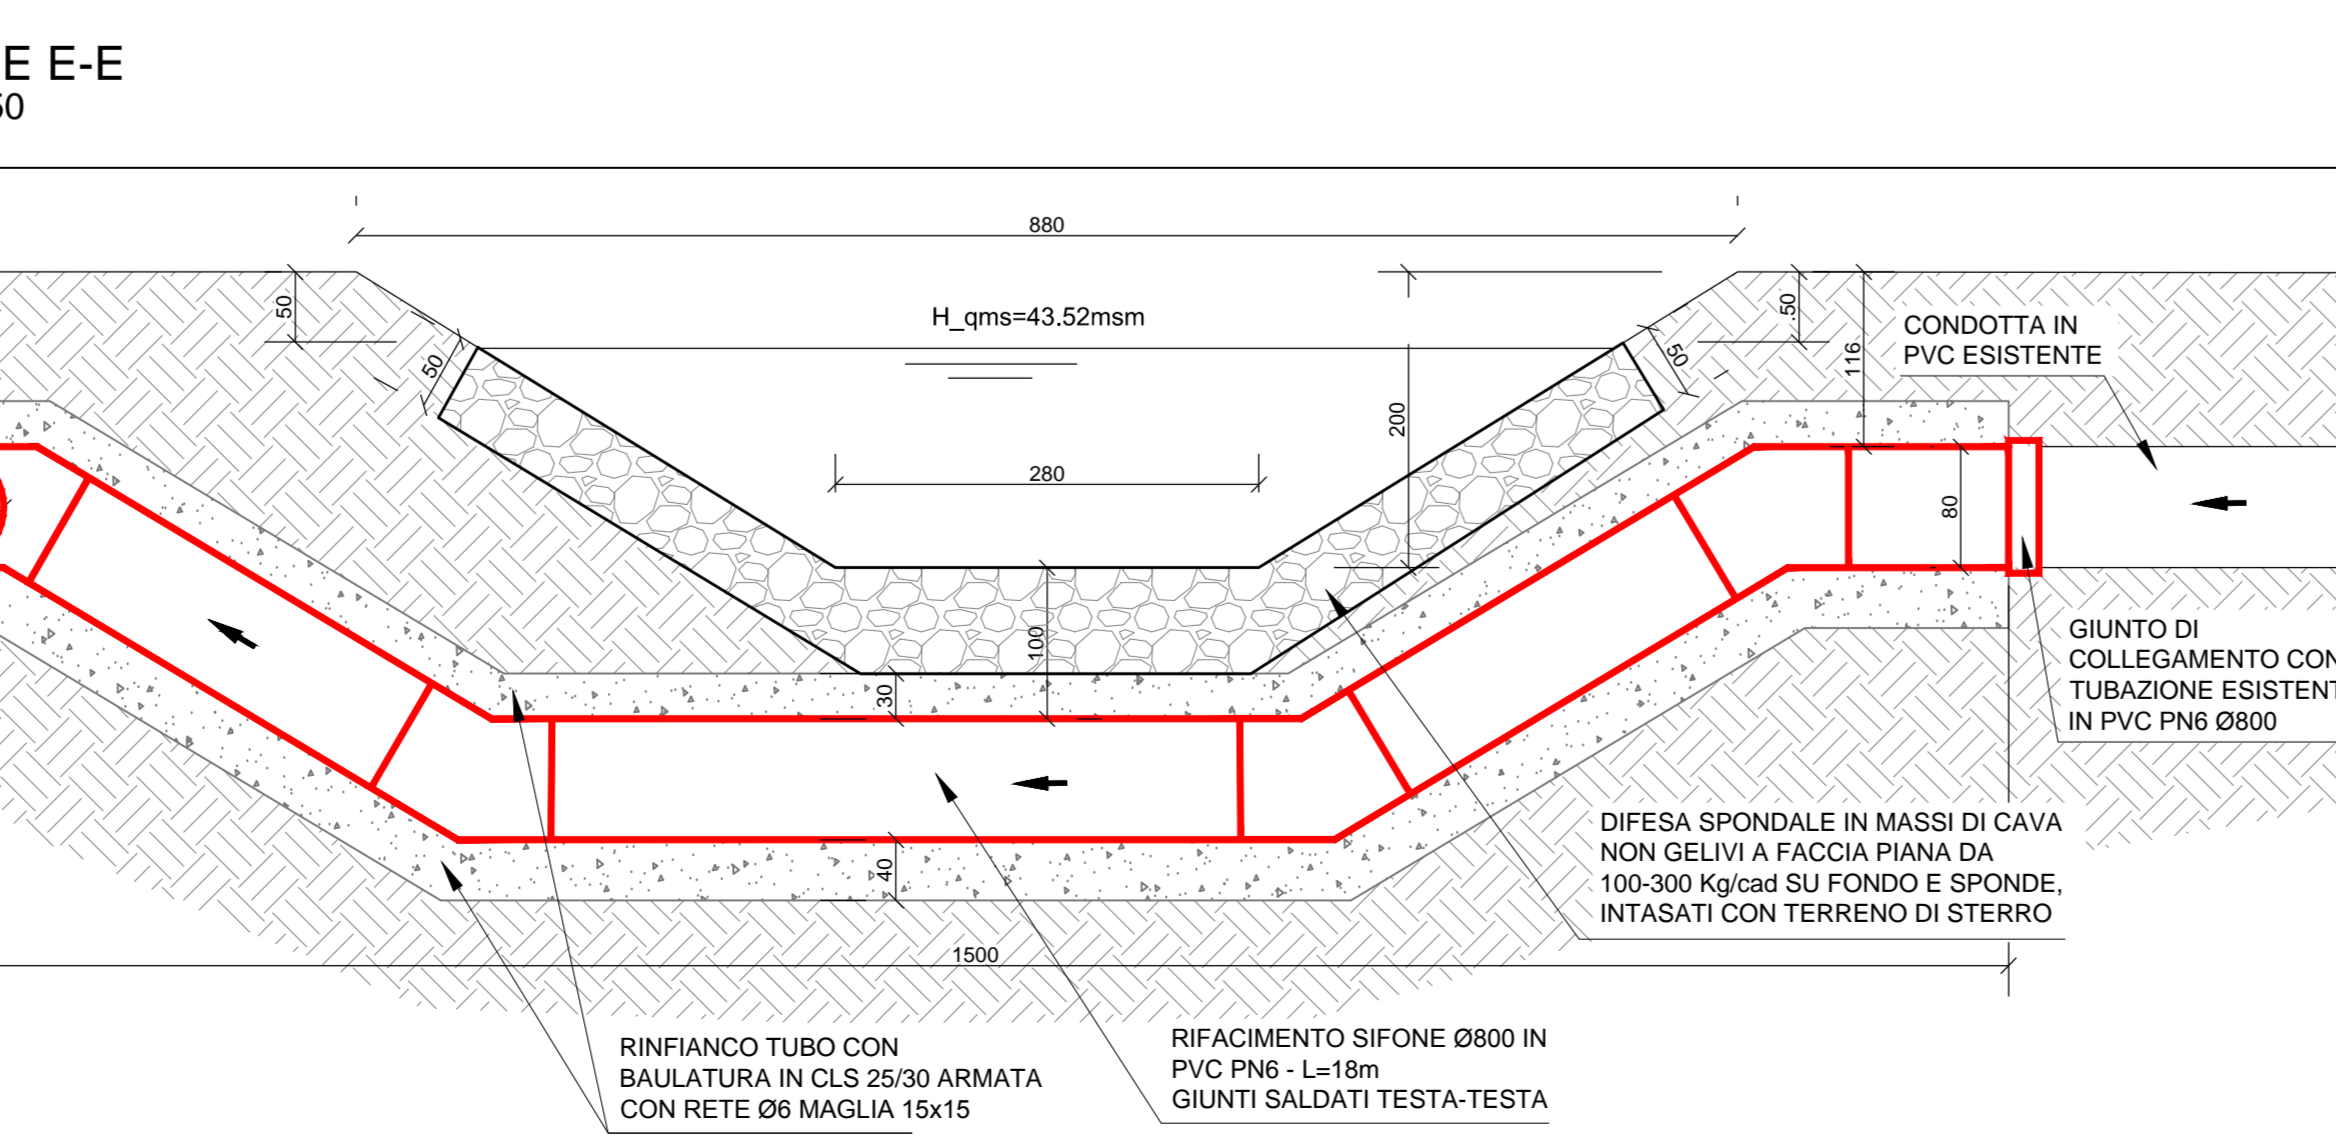 E E-E
50
880
50
50
H_qms=43.52msm
200
280
50
50
116
CONDOTTA IN
PVC ESISTENTE
80
100
30
40
GIUNTO DI
COLLEGAMENTO CON
TUBAZIONE ESISTENT
IN PVC PN6 Ø800
DIFESA SPONDALE IN MASSI DI CAVA
NON GELIVI A FACCIA PIANA DA
100-300 Kg/cad SU FONDO E SPONDE,
INTASATI CON TERRENO DI STERRO
1500
RINFIANCO TUBO CON
BAULATURA IN CLS 25/30 ARMATA
CON RETE Ø6 MAGLIA 15x15
RIFACIMENTO SIFONE Ø800 IN
PVC PN6 - L=18m
GIUNTI SALDATI TESTA-TESTA